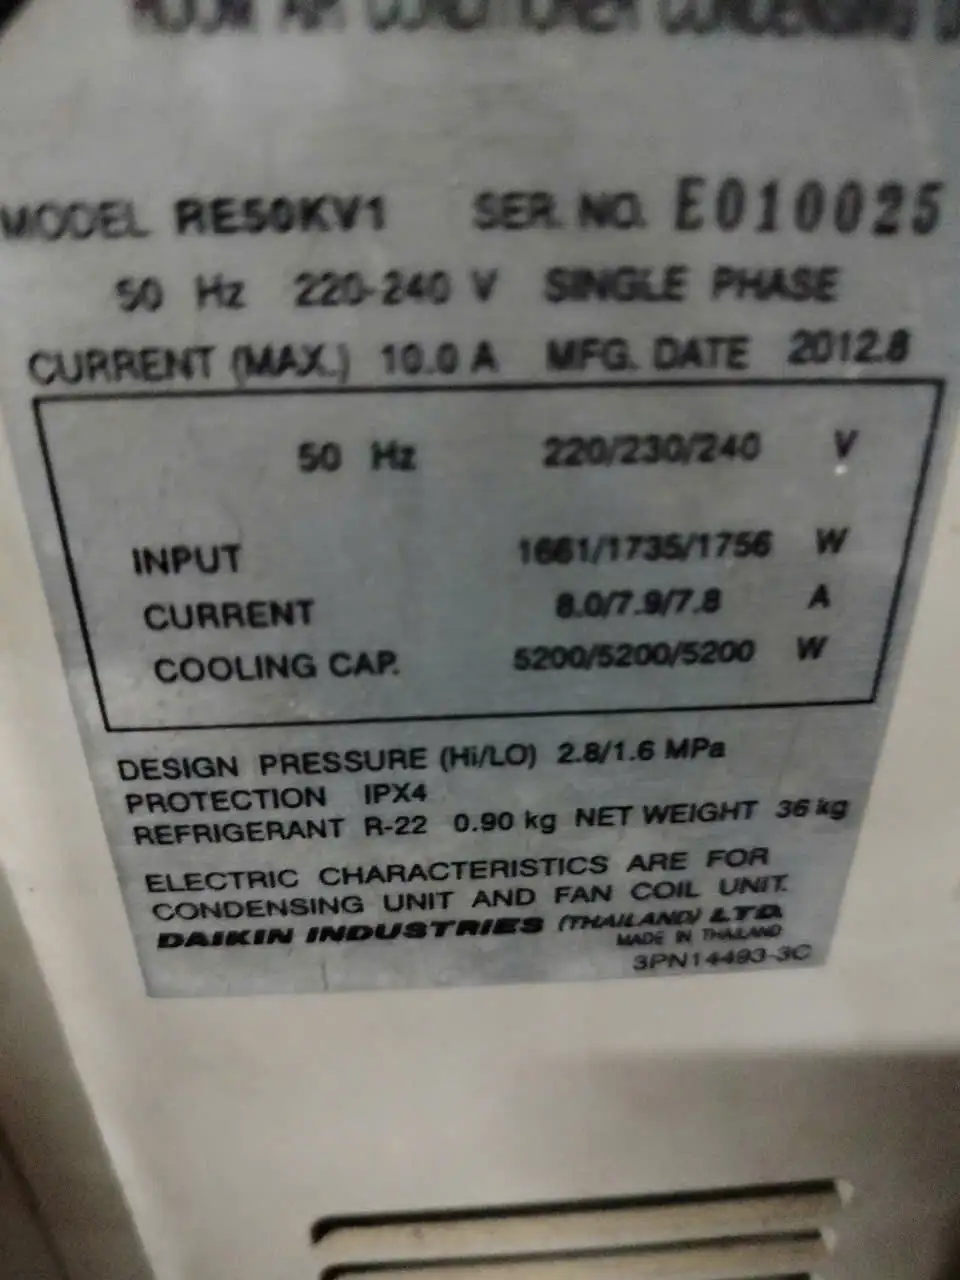 ROOM AIR CONDITIONER CONDENSING
MODEL RE50KV1 SER. NO. E010025
50 Hz 220-240 V SINGLE PHASE
CURRENT (MAX.) 10.0 A MFG. DATE 2012.8
50 Hz 220/230/240 V
INPUT 1661/1735/1756 W
CURRENT 8.0/7.9/7.8 A
COOLING CAP. 5200/5200/5200 W
DESIGN PRESSURE (Hi/LO) 2.8/1.6 MPa
PROTECTION IPX4
REFRIGERANT R-22 0.90 kg NET WEIGHT 36 kg
ELECTRIC CHARACTERISTICS ARE FOR
CONDENSING UNIT AND FAN COIL UNIT.
DAIKIN INDUSTRIES (THAILAND) LTD.
MADE IN THAILAND
3PN14493-3C